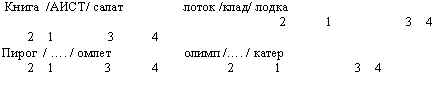 Книга /АИСТ/ салат лоток /клад/ лодка
2 1 3 4
2 1 3 4
Пирог / …. / омлет олимп /…. / катер
2 1 3 4 2 1 3 4